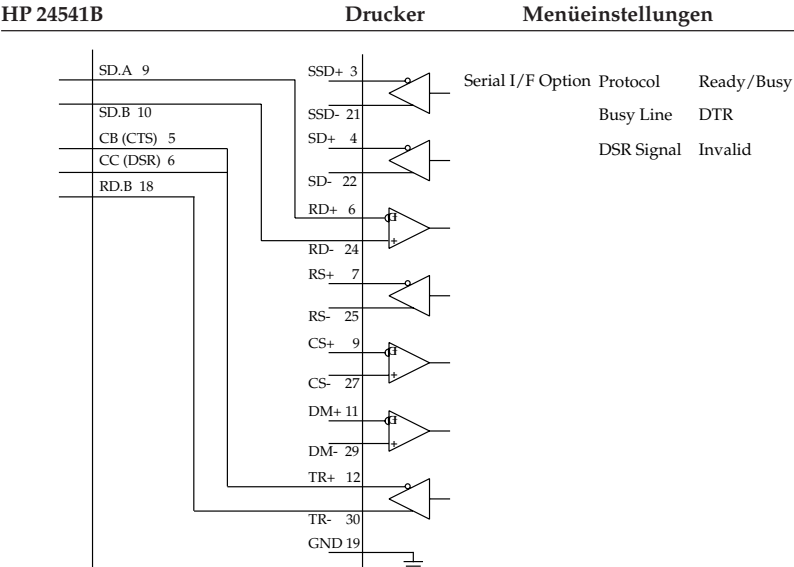 HP 24541B Drucker Menüeinstellungen
SD.A 9
SD.B 10
CB (CTS) 5
CC (DSR) 6
RD.B 18
SSD+ 3
SSD- 21
SD+ 4
SD- 22
RD+ 6
RD- 24
RS+ 7
RS- 25
CS+ 9
CS- 27
DM+ 11
DM- 29
TR+ 12
TR- 30
GND 19
Serial I/F Option Protocol Ready/Busy
Busy Line DTR
DSR Signal Invalid